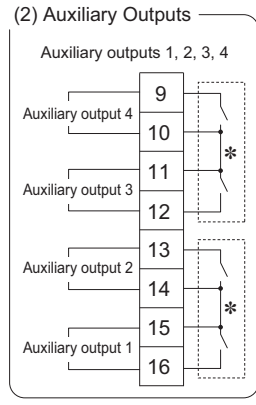 (2) Auxiliary Outputs
Auxiliary outputs 1, 2, 3, 4
9
Auxiliary output 4
10
11
Auxiliary output 3
12
13
Auxiliary output 2
14
15
Auxiliary output 1
16
*
*